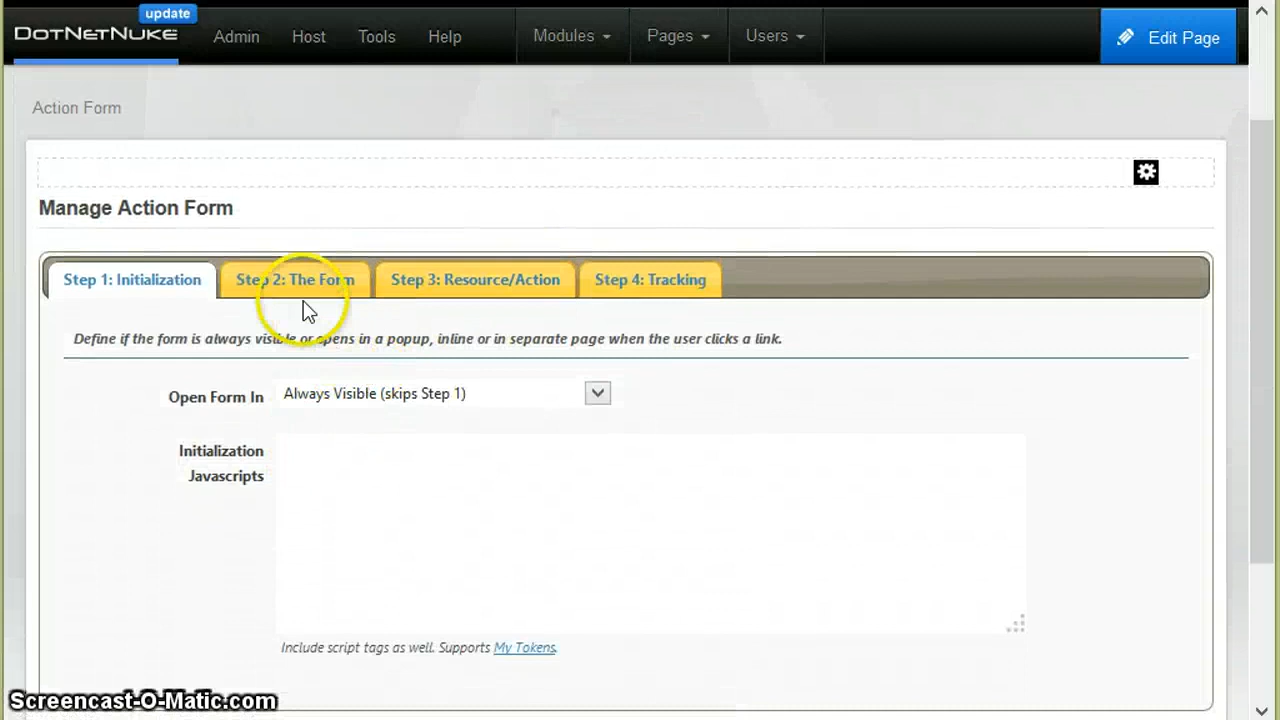 update
DotNetNuke Admin Host Tools Help Modules Pages Users Edit Page
Action Form
Manage Action Form
Step 1: Initialization Step 2: The Form Step 3: Resource/Action Step 4: Tracking
Define if the form is always visible or opens in a popup, inline or in separate page when the user clicks a link.
Open Form In Always Visible (skips Step 1)
Initialization
Javascripts
Include script tags as well. Supports My Tokens.
Screencast-O-Matic.com